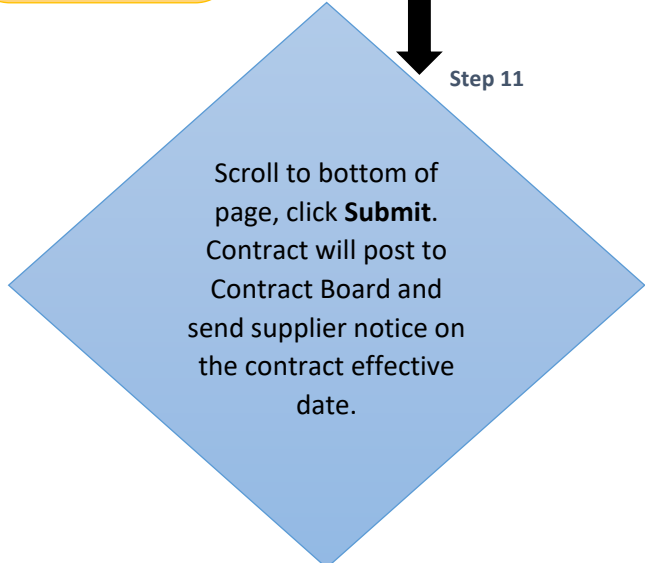 Step 11
Scroll to bottom of
page, click Submit.
Contract will post to
Contract Board and
send supplier notice on
the contract effective
date.